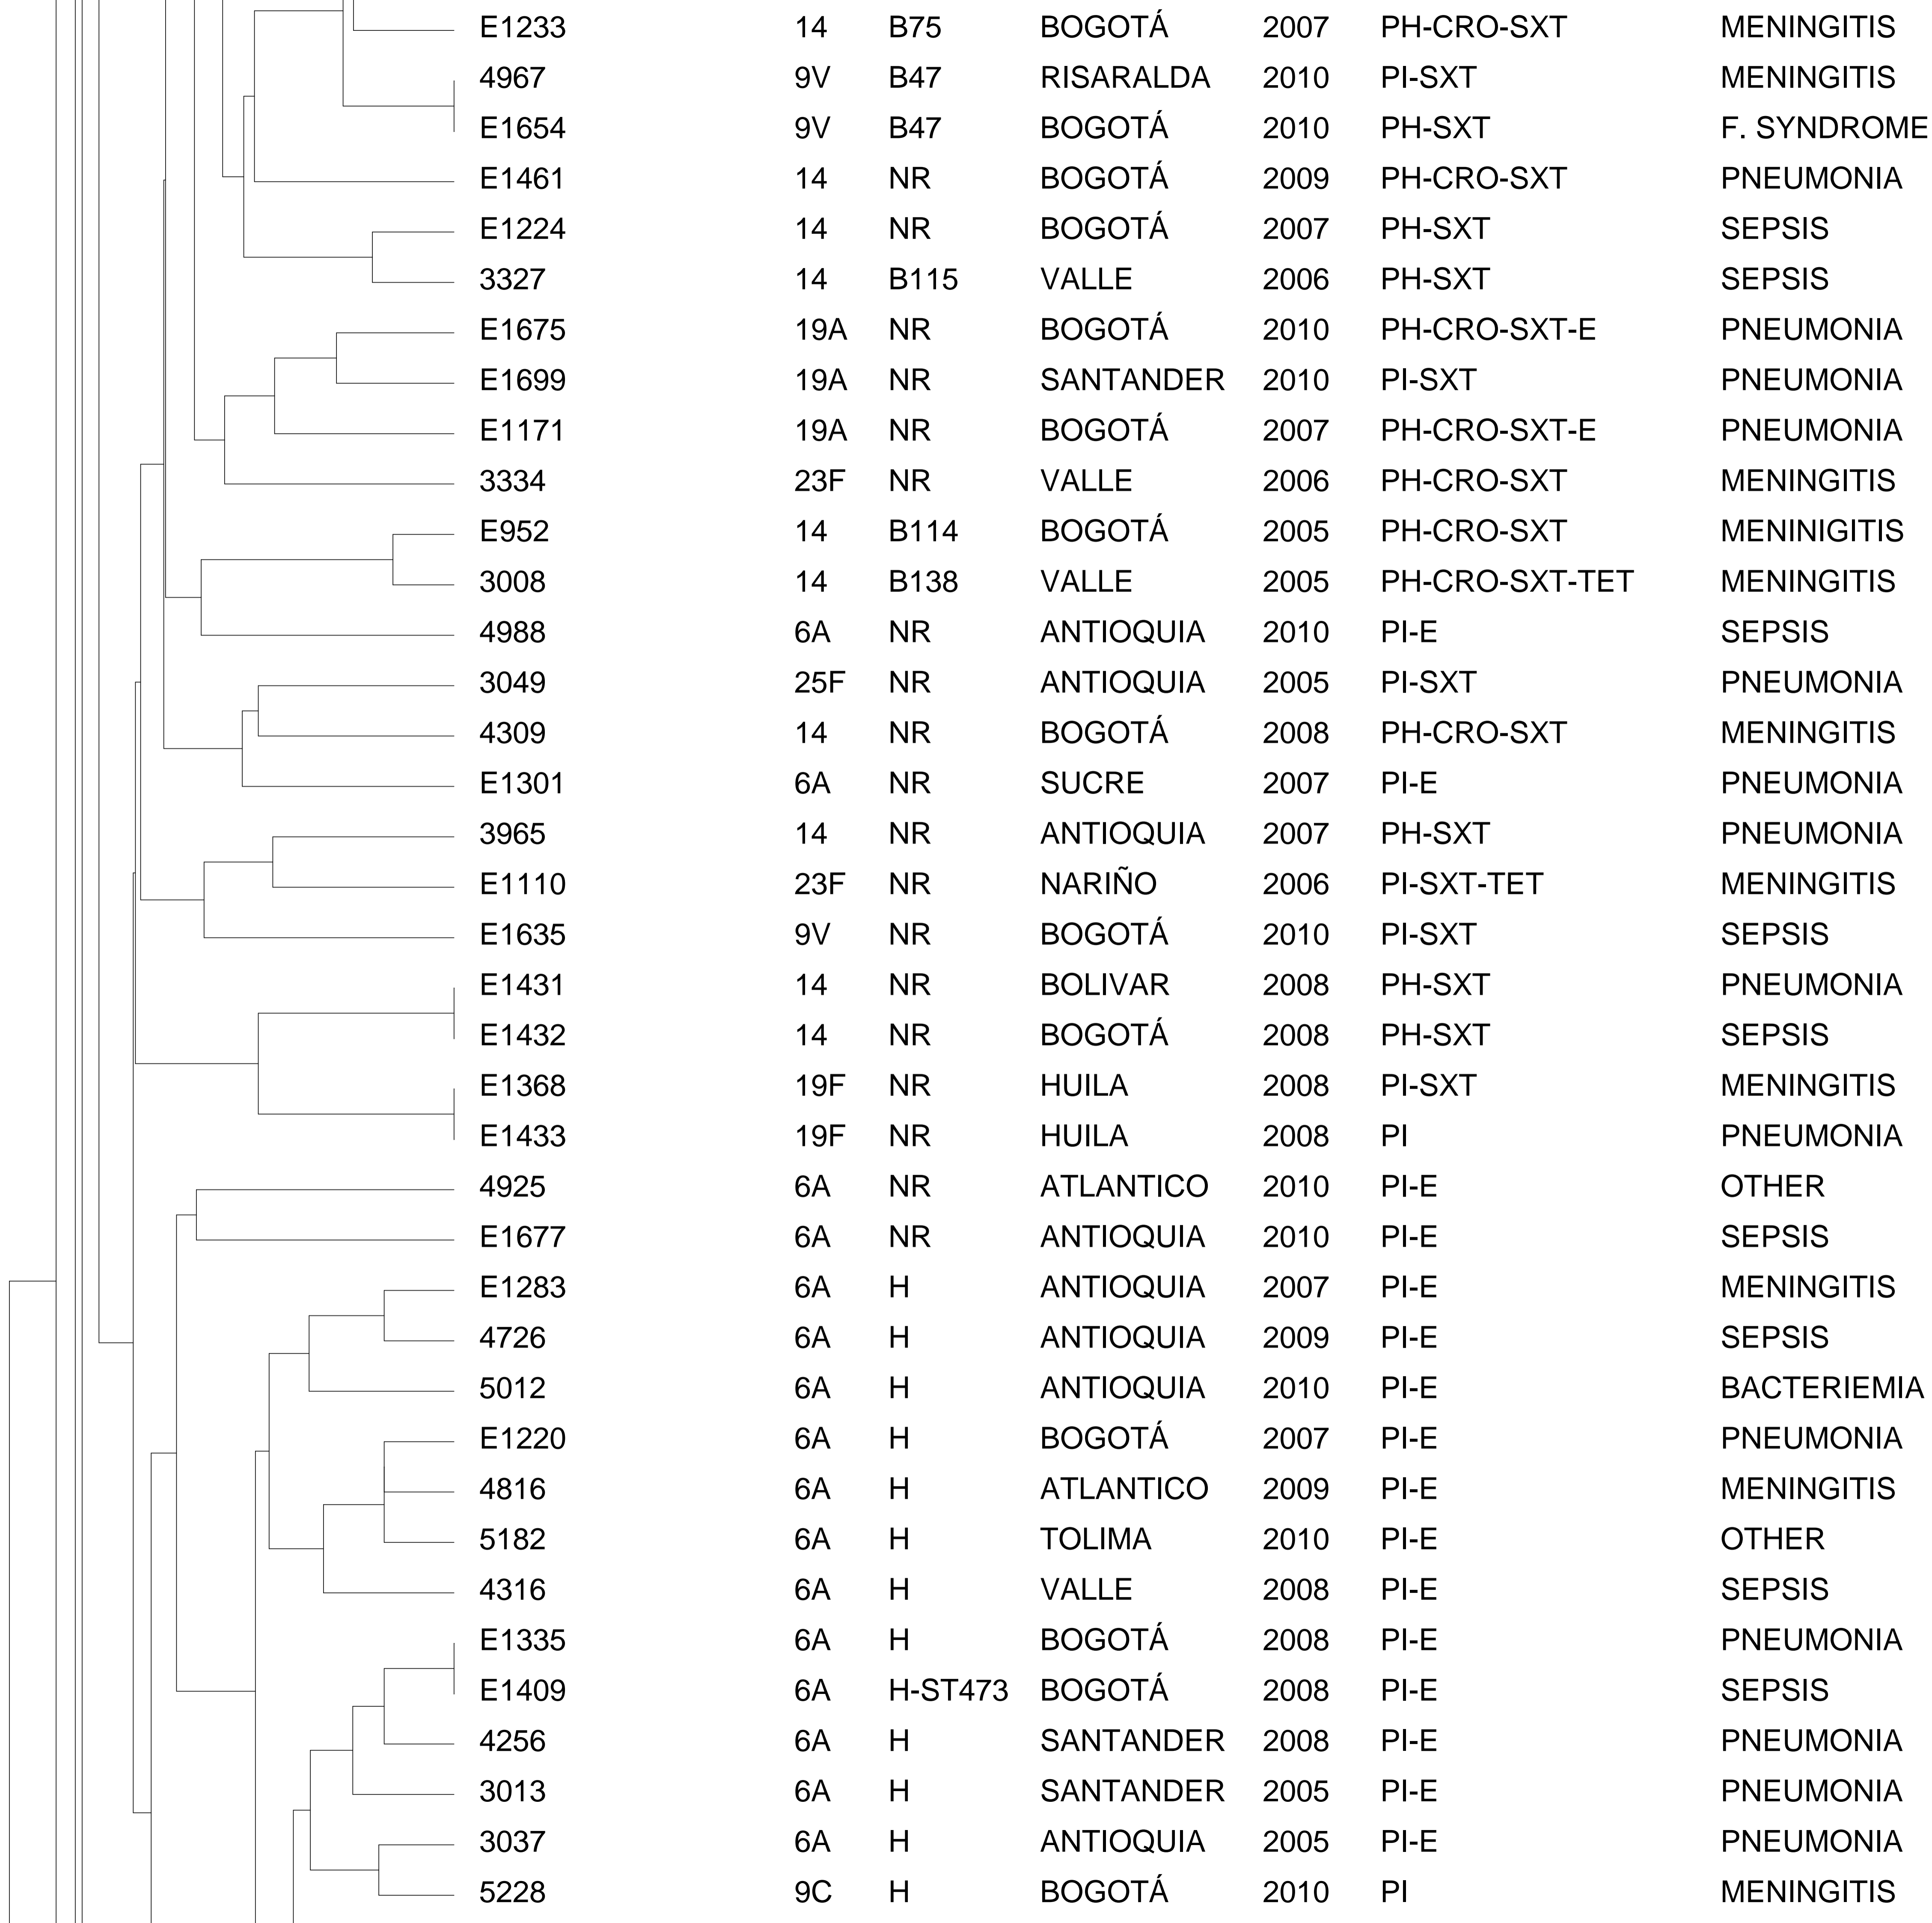 E1233 14 B75 BOGOTÁ 2007 PH-CRO-SXT MENINGITIS
4967 9V B47 RISARALDA 2010 PI-SXT MENINGITIS
E1654 9V B47 BOGOTÁ 2010 PH-SXT F. SYNDROME
E1461 14 NR BOGOTÁ 2009 PH-CRO-SXT PNEUMONIA
E1224 14 NR BOGOTÁ 2007 PH-SXT SEPSIS
3327 14 B115 VALLE 2006 PH-SXT SEPSIS
E1675 19A NR BOGOTÁ 2010 PH-CRO-SXT-E PNEUMONIA
E1699 19A NR SANTANDER 2010 PI-SXT PNEUMONIA
E1171 19A NR BOGOTÁ 2007 PH-CRO-SXT-E PNEUMONIA
3334 23F NR VALLE 2006 PH-CRO-SXT MENINGITIS
E952 14 B114 BOGOTÁ 2005 PH-CRO-SXT MENINIGITIS
3008 14 B138 VALLE 2005 PH-CRO-SXT-TET MENINGITIS
4988 6A NR ANTIOQUIA 2010 PI-E SEPSIS
3049 25F NR ANTIOQUIA 2005 PI-SXT PNEUMONIA
4309 14 NR BOGOTÁ 2008 PH-CRO-SXT MENINGITIS
E1301 6A NR SUCRE 2007 PI-E PNEUMONIA
3965 14 NR ANTIOQUIA 2007 PH-SXT PNEUMONIA
E1110 23F NR NARIÑO 2006 PI-SXT-TET MENINGITIS
E1635 9V NR BOGOTÁ 2010 PI-SXT SEPSIS
E1431 14 NR BOLIVAR 2008 PH-SXT PNEUMONIA
E1432 14 NR BOGOTÁ 2008 PH-SXT SEPSIS
E1368 19F NR HUILA 2008 PI-SXT MENINGITIS
E1433 19F NR HUILA 2008 PI PNEUMONIA
4925 6A NR ATLANTICO 2010 PI-E OTHER
E1677 6A NR ANTIOQUIA 2010 PI-E SEPSIS
E1283 6A H ANTIOQUIA 2007 PI-E MENINGITIS
4726 6A H ANTIOQUIA 2009 PI-E SEPSIS
5012 6A H ANTIOQUIA 2010 PI-E BACTERIEMIA
E1220 6A H BOGOTÁ 2007 PI-E PNEUMONIA
4816 6A H ATLANTICO 2009 PI-E MENINGITIS
5182 6A H TOLIMA 2010 PI-E OTHER
4316 6A H VALLE 2008 PI-E SEPSIS
E1335 6A H BOGOTÁ 2008 PI-E PNEUMONIA
E1409 6A H-ST473 BOGOTÁ 2008 PI-E SEPSIS
4256 6A H SANTANDER 2008 PI-E PNEUMONIA
3013 6A H SANTANDER 2005 PI-E PNEUMONIA
3037 6A H ANTIOQUIA 2005 PI-E PNEUMONIA
5228 9C H BOGOTÁ 2010 PI MENINGITIS